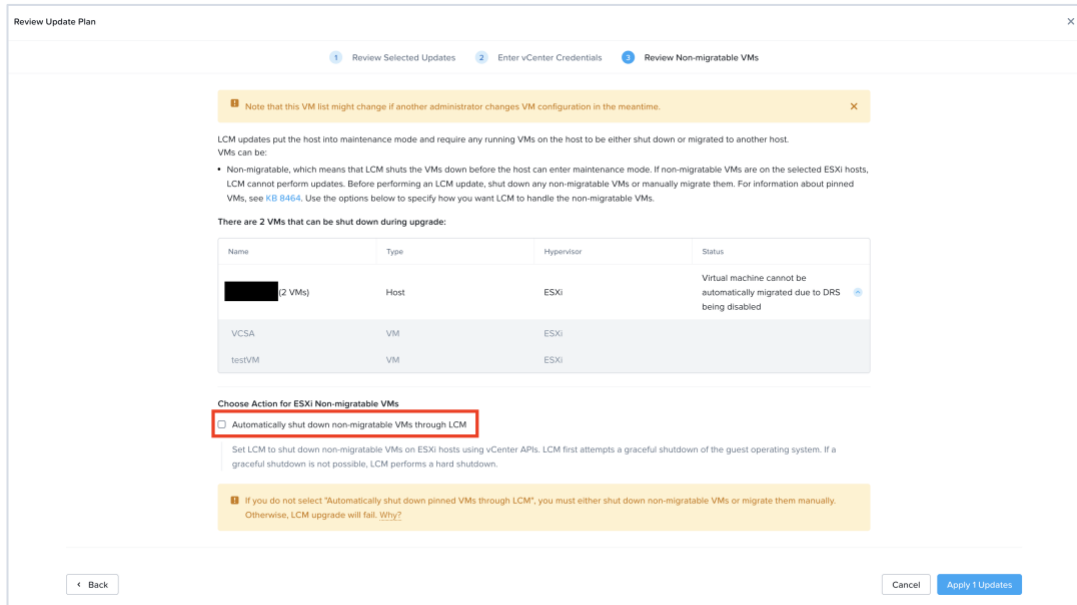 Review Update Plan
1 Review Selected Updates 2 Enter vCenter Credentials 3 Review Non-migratable VMs
Note that this VM list might change if another administrator changes VM configuration in the meantime.
LCM updates put the host into maintenance mode and require any running VMs on the host to be either shut down or migrated to another host.
VMs can be:
• Non-migratable, which means that LCM shuts the VMs down before the host can enter maintenance mode. If non-migratable VMs are on the selected ESXi hosts,
LCM cannot perform updates. Before performing an LCM update, shut down any non-migratable VMs or manually migrate them. For information about pinned
VMs, see KB 8464. Use the options below to specify how you want LCM to handle the non-migratable VMs.
There are 2 VMs that can be shut down during upgrade:
Name Type Hypervisor Status
(2 VMs) Host ESXi Virtual machine cannot be
automatically migrated due to DRS
being disabled
VCSA VM ESXi
testVM VM ESXi
Choose Action for ESXi Non-migratable VMs
Automatically shut down non-migratable VMs through LCM
Set LCM to shut down non-migratable VMs on ESXi hosts using vCenter APIs. LCM first attempts a graceful shutdown of the guest operating system. If a
graceful shutdown is not possible, LCM performs a hard shutdown.
If you do not select "Automatically shut down pinned VMs through LCM", you must either shut down non-migratable VMs or migrate them manually.
Otherwise, LCM upgrade will fail. Why?
Back Cancel Apply 1 Updates